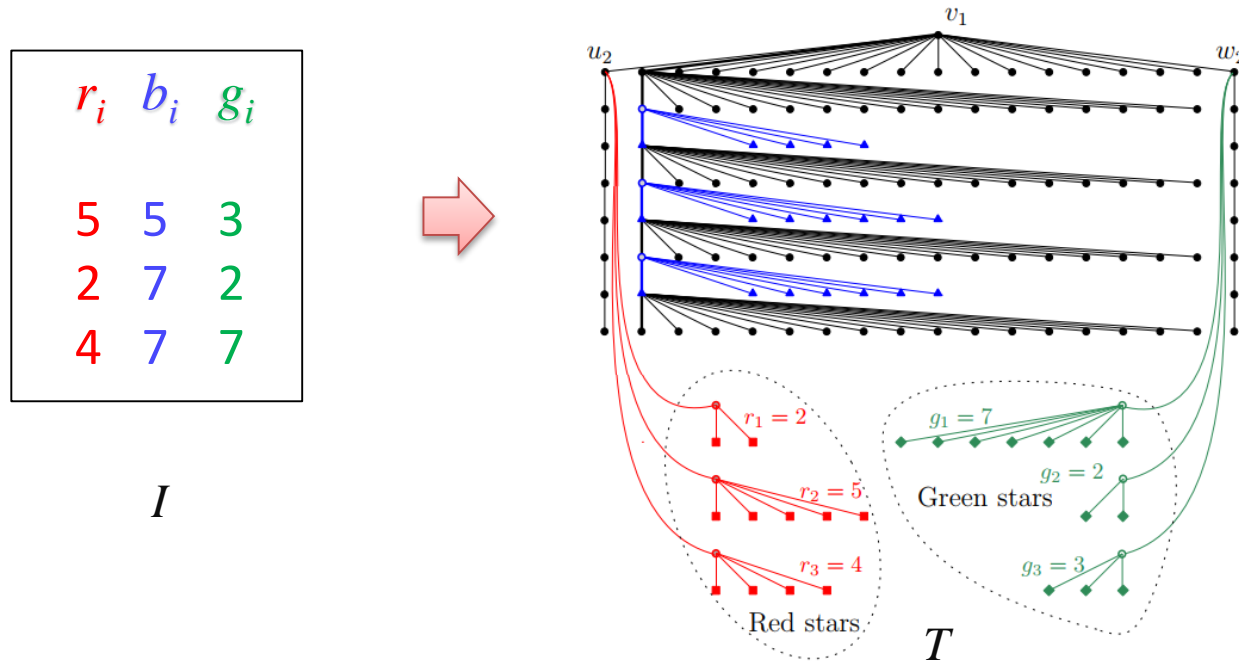 r_i b_i g_i
5 5 3
2 7 2
4 7 7
I
v_1
u_2 w_2
r_1 = 2
r_2 = 5
r_3 = 4
Red stars
g_1 = 7
g_2 = 2
Green stars
g_3 = 3
T